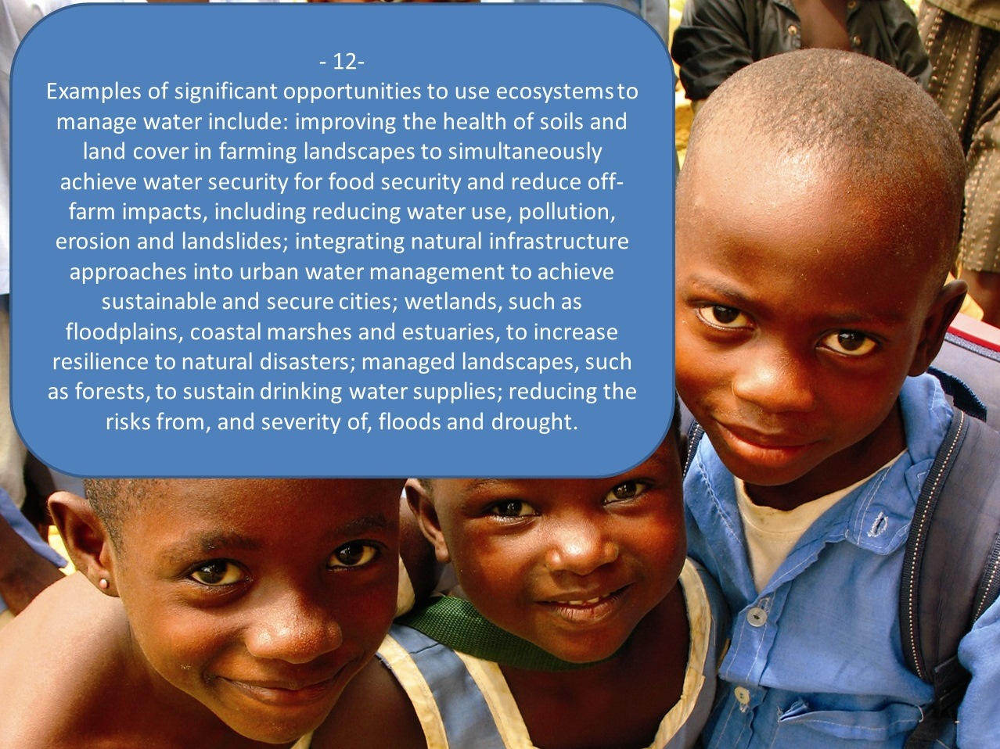 - 12-
Examples of significant opportunities to use ecosystems to
manage water include: improving the health of soils and
land cover in farming landscapes to simultaneously
achieve water security for food security and reduce off-
farm impacts, including reducing water use, pollution,
erosion and landslides; integrating natural infrastructure
approaches into urban water management to achieve
sustainable and secure cities; wetlands, such as
floodplains, coastal marshes and estuaries, to increase
resilience to natural disasters; managed landscapes, such
as forests, to sustain drinking water supplies; reducing the
risks from, and severity of, floods and drought.